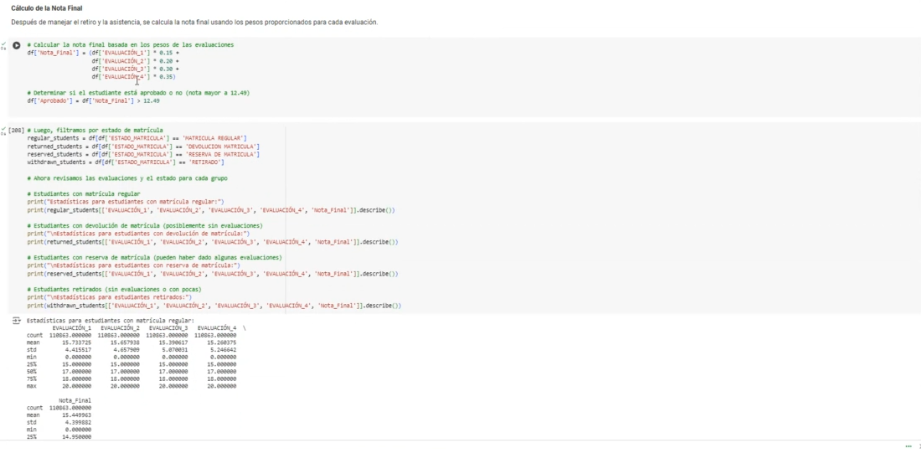 Cálculo de la Nota Final
Después de manejar el retiro y la asistencia, se calcula la nota final usando los pesos proporcionados para cada evaluación.
# Calcular la nota final basada en los pesos de las evaluaciones
df['Nota_Final'] = (df['EVALUACIÓN_1'] * 0.15 +
df['EVALUACIÓN_2'] * 0.20 +
df['EVALUACIÓN_3'] * 0.30 +
df['EVALUACIÓN_4'] * 0.35)
# Determinar si el estudiante está aprobado o no (nota mayor a 12.49)
df['Aprobado'] = df['Nota_Final'] > 12.49
[208] # Luego, filtramos por estado de matrícula
regular_students = df[df['ESTADO_MATRICULA'] == 'MATRICULA REGULAR']
returned_students = df[df['ESTADO_MATRICULA'] == 'DEVOLUCION MATRICULA']
reserved_students = df[df['ESTADO_MATRICULA'] == 'RESERVA DE MATRICULA']
withdrawn_students = df[df['ESTADO_MATRICULA'] == 'RETIRADO']
# Ahora revisamos las evaluaciones y el estado para cada grupo
# Estudiantes con matrícula regular
print("Estadísticas para estudiantes con matrícula regular:")
print(regular_students[['EVALUACIÓN_1', 'EVALUACIÓN_2', 'EVALUACIÓN_3', 'EVALUACIÓN_4', 'Nota_Final']].describe())
# Estudiantes con devolución de matrícula (posiblemente sin evaluaciones)
print("\nEstadísticas para estudiantes con devolución de matrícula:")
print(returned_students[['EVALUACIÓN_1', 'EVALUACIÓN_2', 'EVALUACIÓN_3', 'EVALUACIÓN_4', 'Nota_Final']].describe())
# Estudiantes con reserva de matrícula (pueden haber dado algunas evaluaciones)
print("\nEstadísticas para estudiantes con reserva de matrícula:")
print(reserved_students[['EVALUACIÓN_1', 'EVALUACIÓN_2', 'EVALUACIÓN_3', 'EVALUACIÓN_4', 'Nota_Final']].describe())
# Estudiantes retirados (sin evaluaciones o con pocas)
print("\nEstadísticas para estudiantes retirados:")
print(withdrawn_students[['EVALUACIÓN_1', 'EVALUACIÓN_2', 'EVALUACIÓN_3', 'EVALUACIÓN_4', 'Nota_Final']].describe())
Estadísticas para estudiantes con matrícula regular:
EVALUACIÓN_1 EVALUACIÓN_2 EVALUACIÓN_3 EVALUACIÓN_4 \
count 110863.000000 110863.000000 110863.000000 110863.000000
mean 15.733725 15.657938 15.390617 15.260375
std 4.415517 4.657909 5.070031 5.246642
min 0.000000 0.000000 0.000000 0.000000
25% 15.000000 15.000000 15.000000 15.000000
50% 17.000000 17.000000 17.000000 17.000000
75% 18.000000 18.000000 18.000000 18.000000
max 20.000000 20.000000 20.000000 20.000000
Nota_Final
count 110863.000000
mean 15.449963
std 4.399832
min 0.000000
25% 14.950000